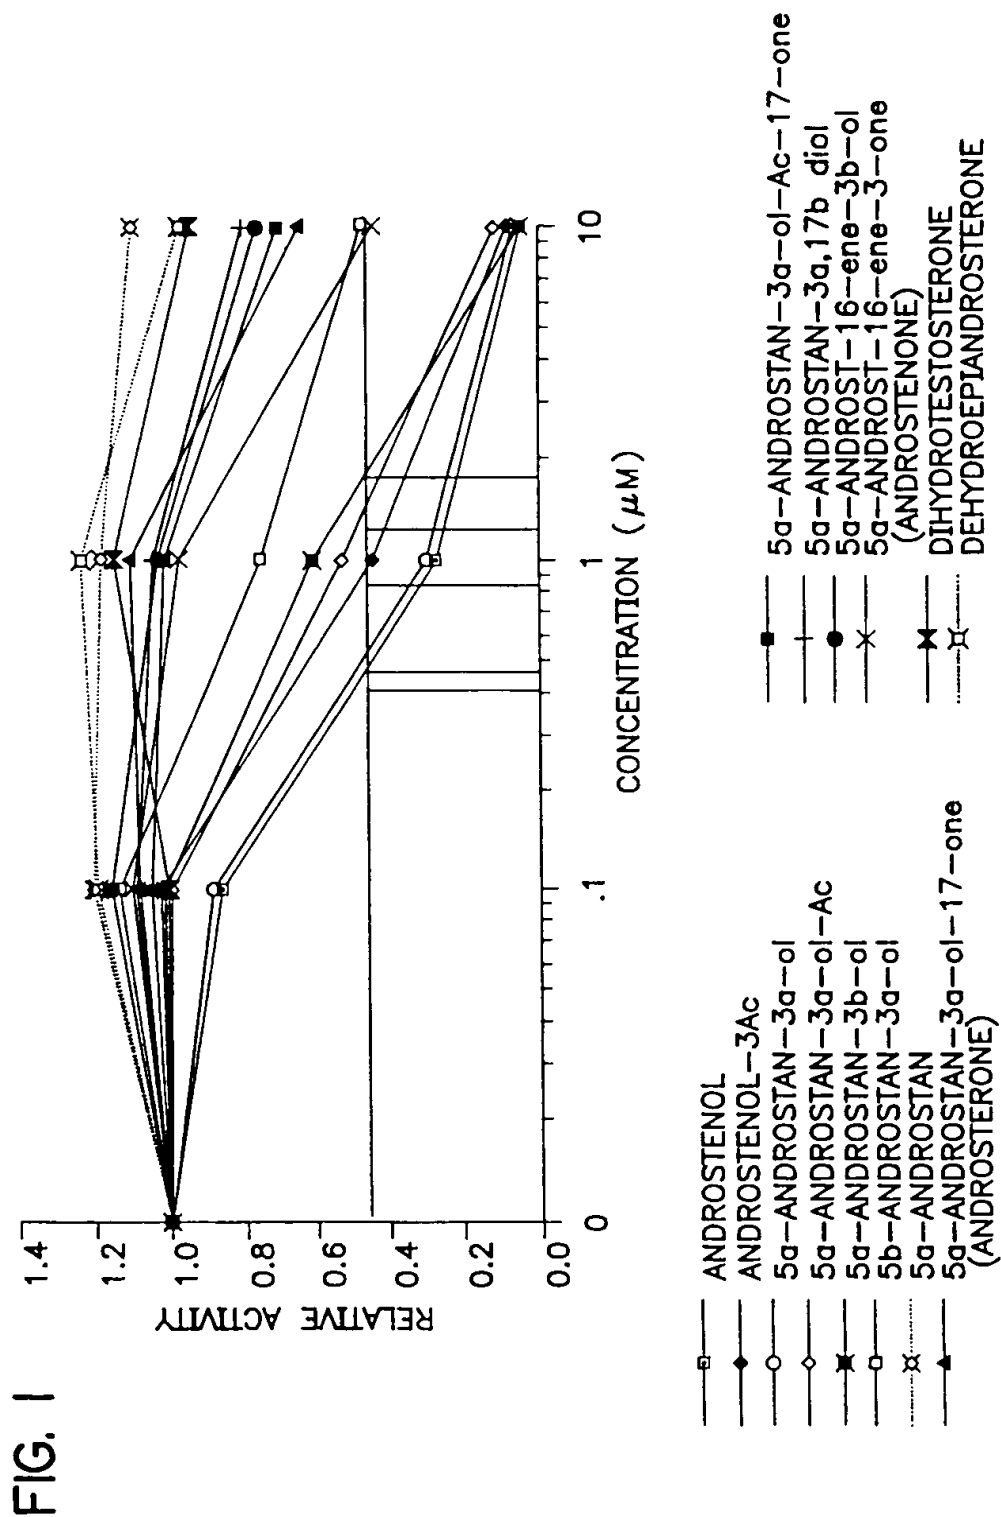 FIG. 1
RELATIVE ACTIVITY
1.4
1.2
1.0
0.8
0.6
0.4
0.2
0.0
0
.1
1
10
CONCENTRATION (μM)
ANDROSTENOL
ANDROSTENOL-3Ac
5a-ANDROSTAN-3a-ol
5a-ANDROSTAN-3a-ol-Ac
5a-ANDROSTAN-3b-ol
5b-ANDROSTAN-3a-ol
5a-ANDROSTAN
5a-ANDROSTAN-3a-ol-17-one
(ANDROSTERONE)
5a-ANDROSTAN-3a-ol-Ac-17-one
5a-ANDROSTAN-3a,17b diol
5a-ANDROST-16-ene-3b-ol
5a-ANDROST-16-ene-3-one
(ANDROSTENONE)
DIHYDROTESTOSTERONE
DEHYDROEPIANDROSTERONE